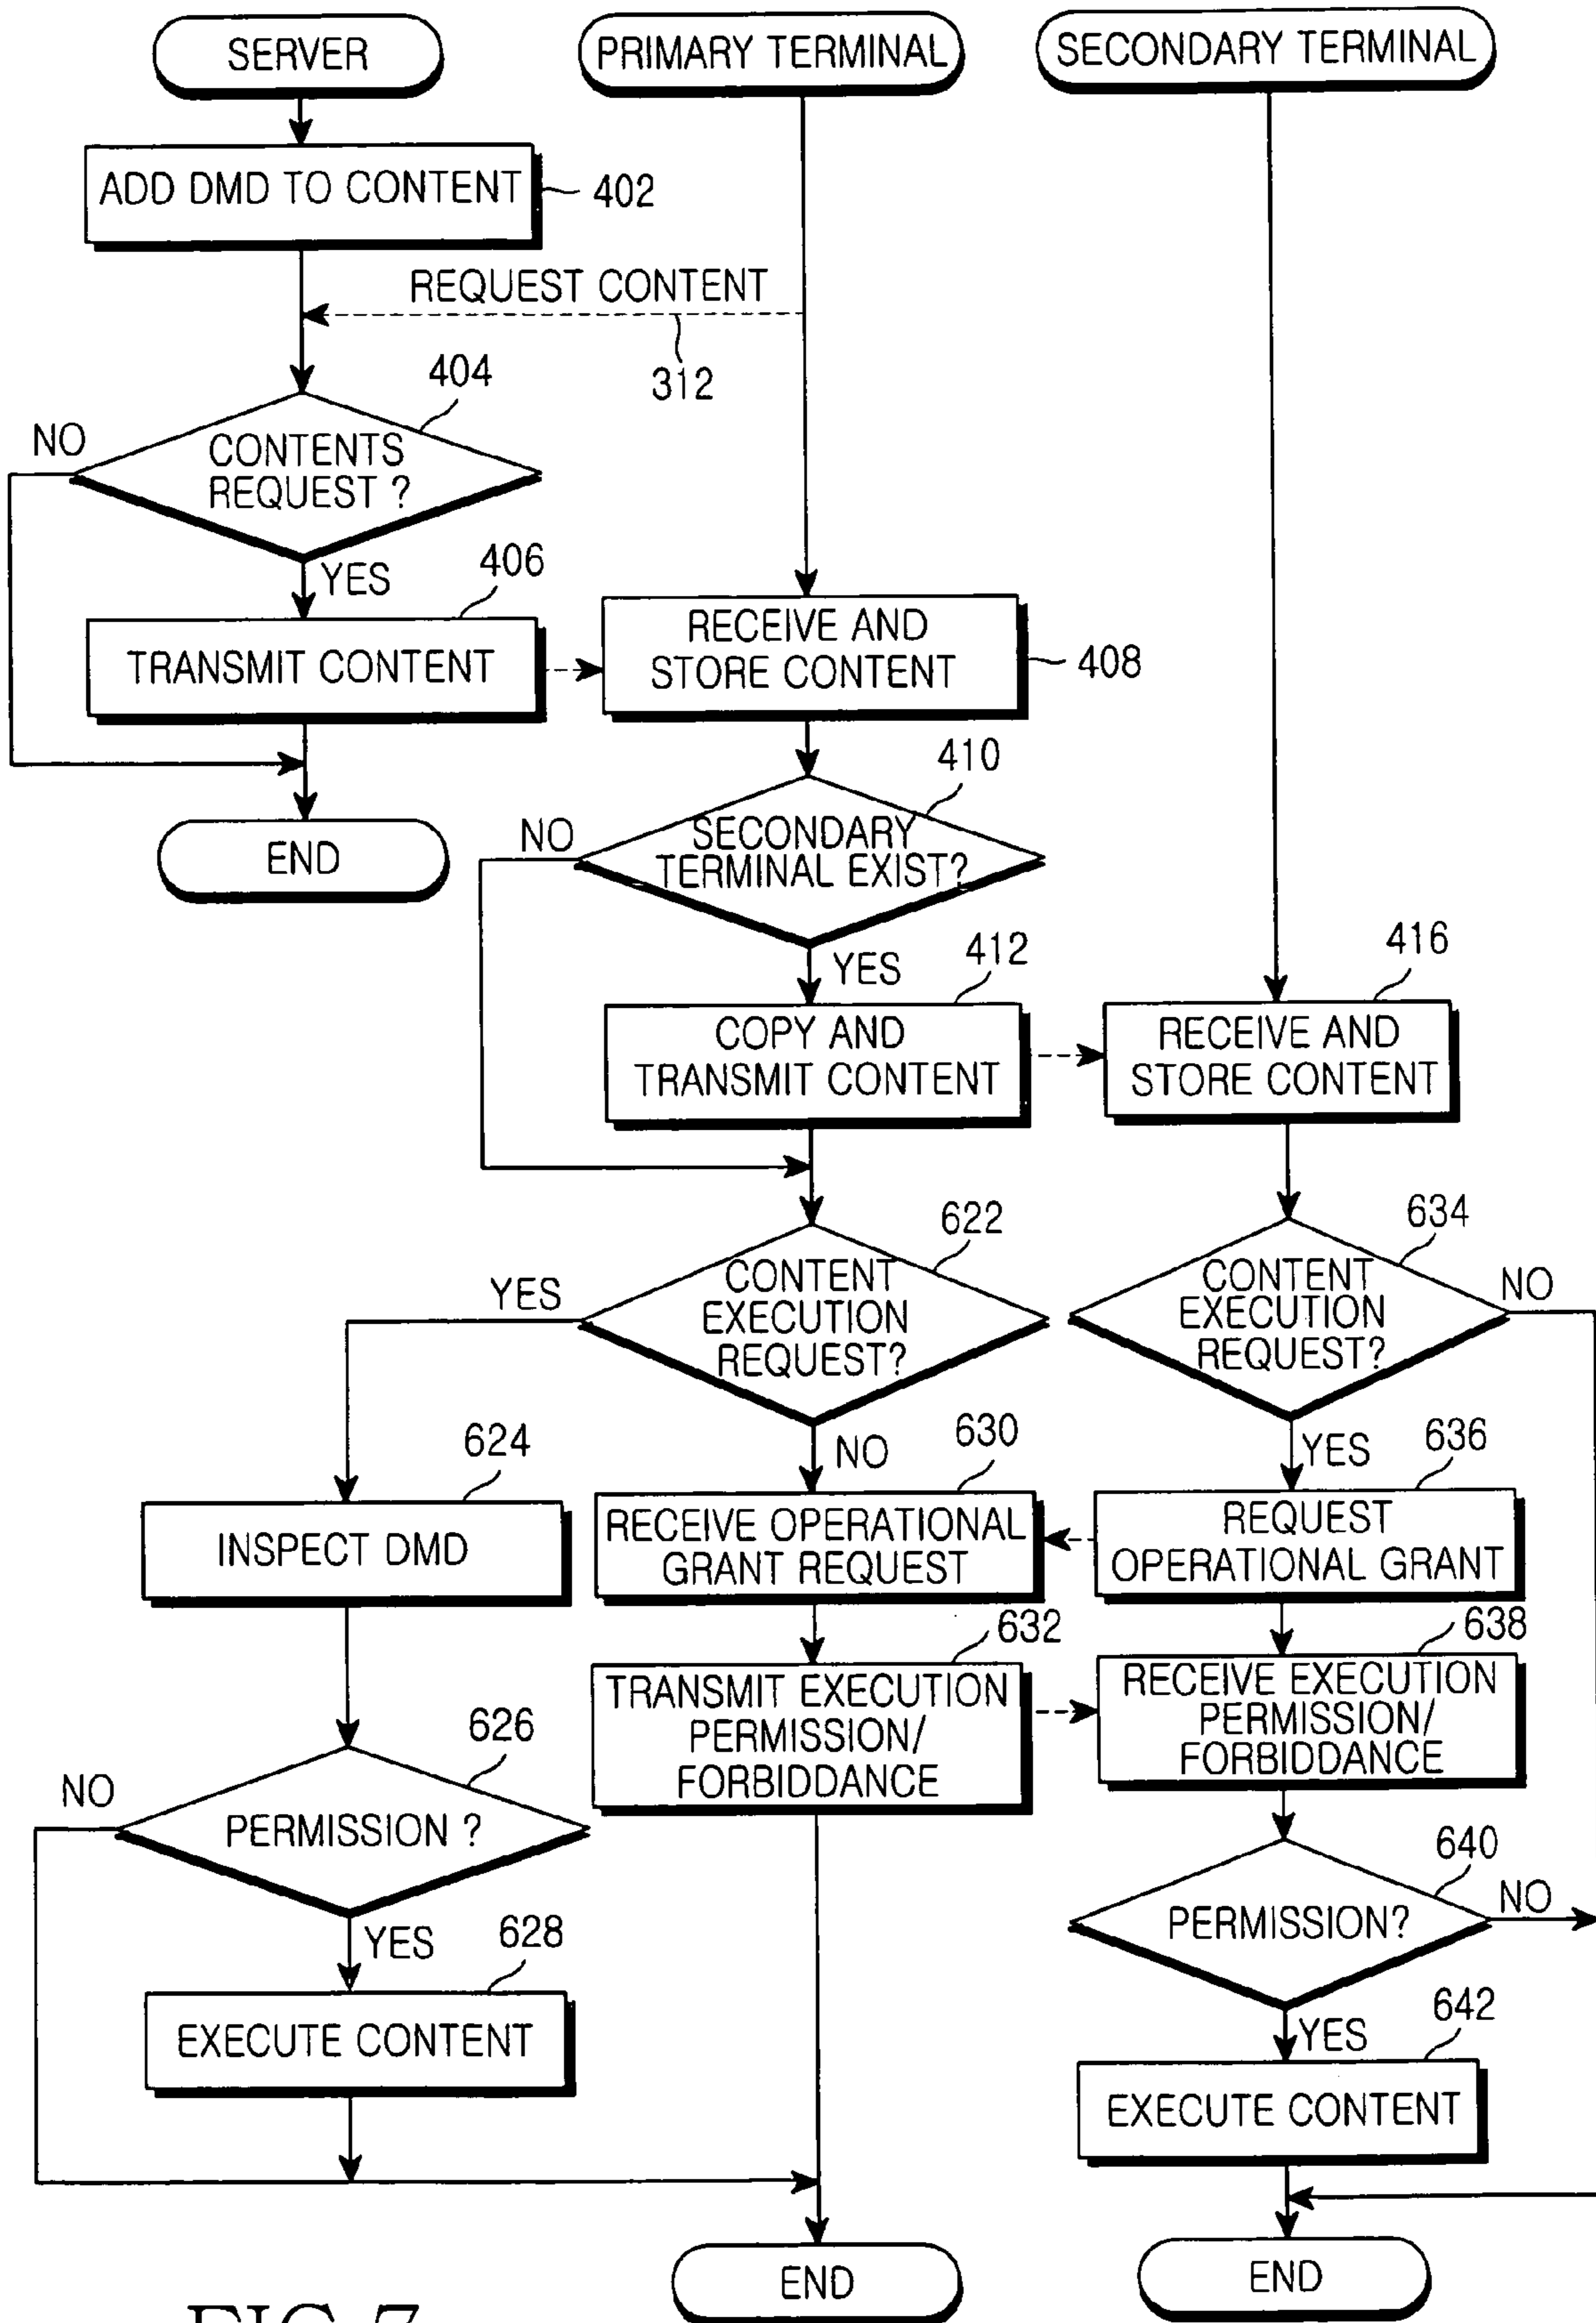 SERVER
PRIMARY TERMINAL
SECONDARY TERMINAL
ADD DMD TO CONTENT
402
REQUEST CONTENT
312
404
NO
CONTENTS
REQUEST ?
YES
406
TRANSMIT CONTENT
RECEIVE AND
STORE CONTENT
408
410
NO
SECONDARY
TERMINAL EXIST?
END
YES
412
416
COPY AND
TRANSMIT CONTENT
RECEIVE AND
STORE CONTENT
622
634
YES
CONTENT
EXECUTION
REQUEST?
CONTENT
EXECUTION
REQUEST?
NO
624
NO
630
YES
636
INSPECT DMD
RECEIVE OPERATIONAL
GRANT REQUEST
REQUEST
OPERATIONAL GRANT
632
638
TRANSMIT EXECUTION
PERMISSION/
FORBIDDANCE
RECEIVE EXECUTION
PERMISSION/
FORBIDDANCE
626
NO
PERMISSION ?
640
PERMISSION?
NO
YES
628
EXECUTE CONTENT
YES
642
EXECUTE CONTENT
END
END
FIG.7